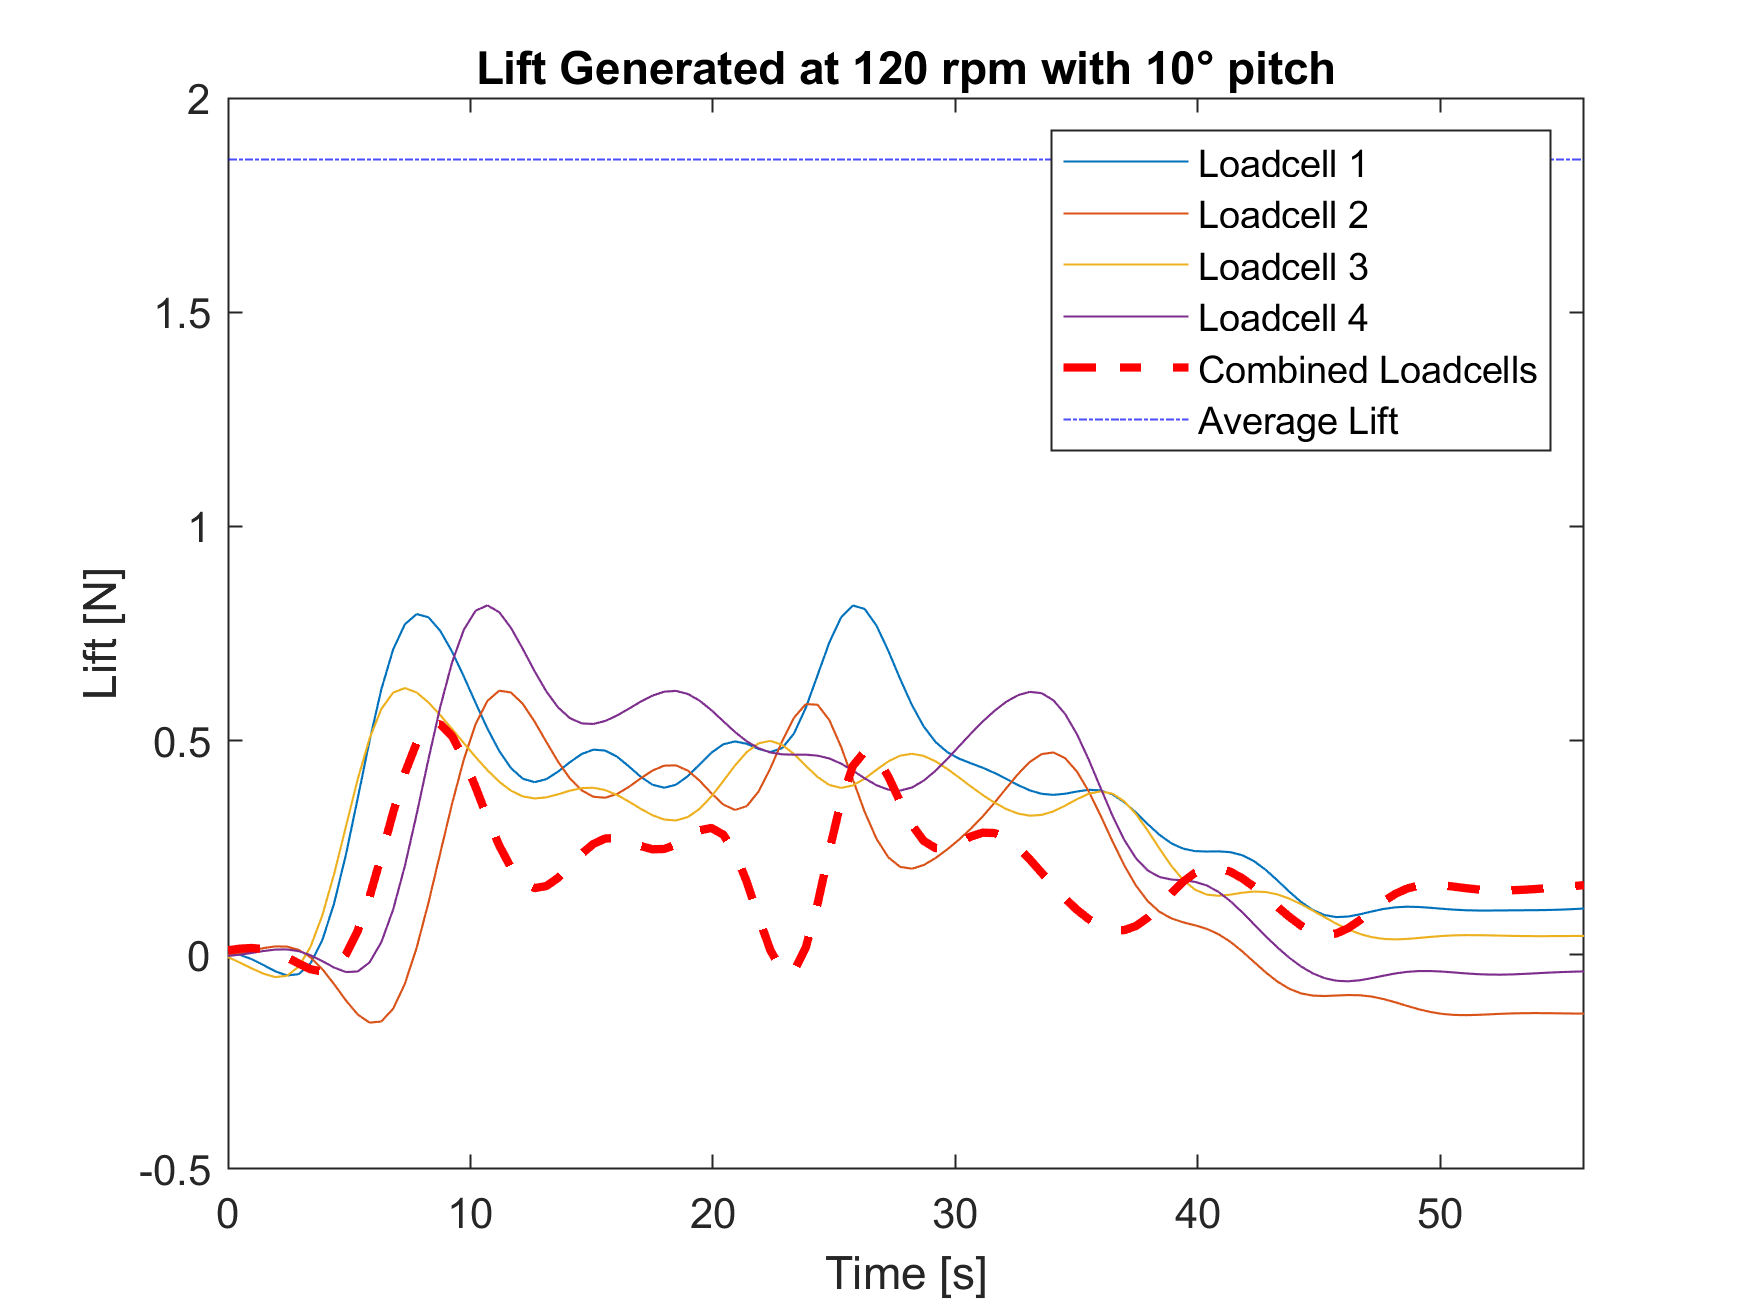 Lift Generated at 120 rpm with 10° pitch
2
1.5
1
0.5
0
-0.5
Lift [N]
Loadcell 1
Loadcell 2
Loadcell 3
Loadcell 4
Combined Loadcells
Average Lift
0 10 20 30 40 50
Time [s]